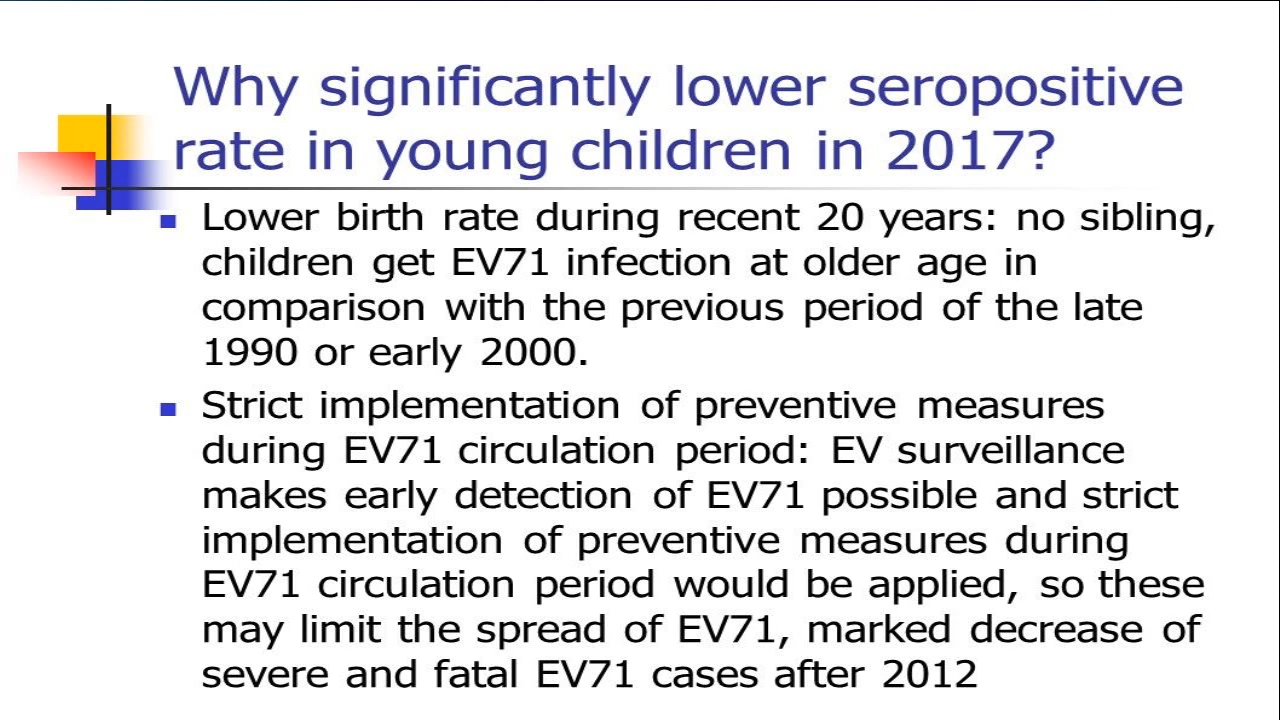 Why significantly lower seropositive
rate in young children in 2017?
Lower birth rate during recent 20 years: no sibling,
children get EV71 infection at older age in
comparison with the previous period of the late
1990 or early 2000.
Strict implementation of preventive measures
during EV71 circulation period: EV surveillance
makes early detection of EV71 possible and strict
implementation of preventive measures during
EV71 circulation period would be applied, so these
may limit the spread of EV71, marked decrease of
severe and fatal EV71 cases after 2012